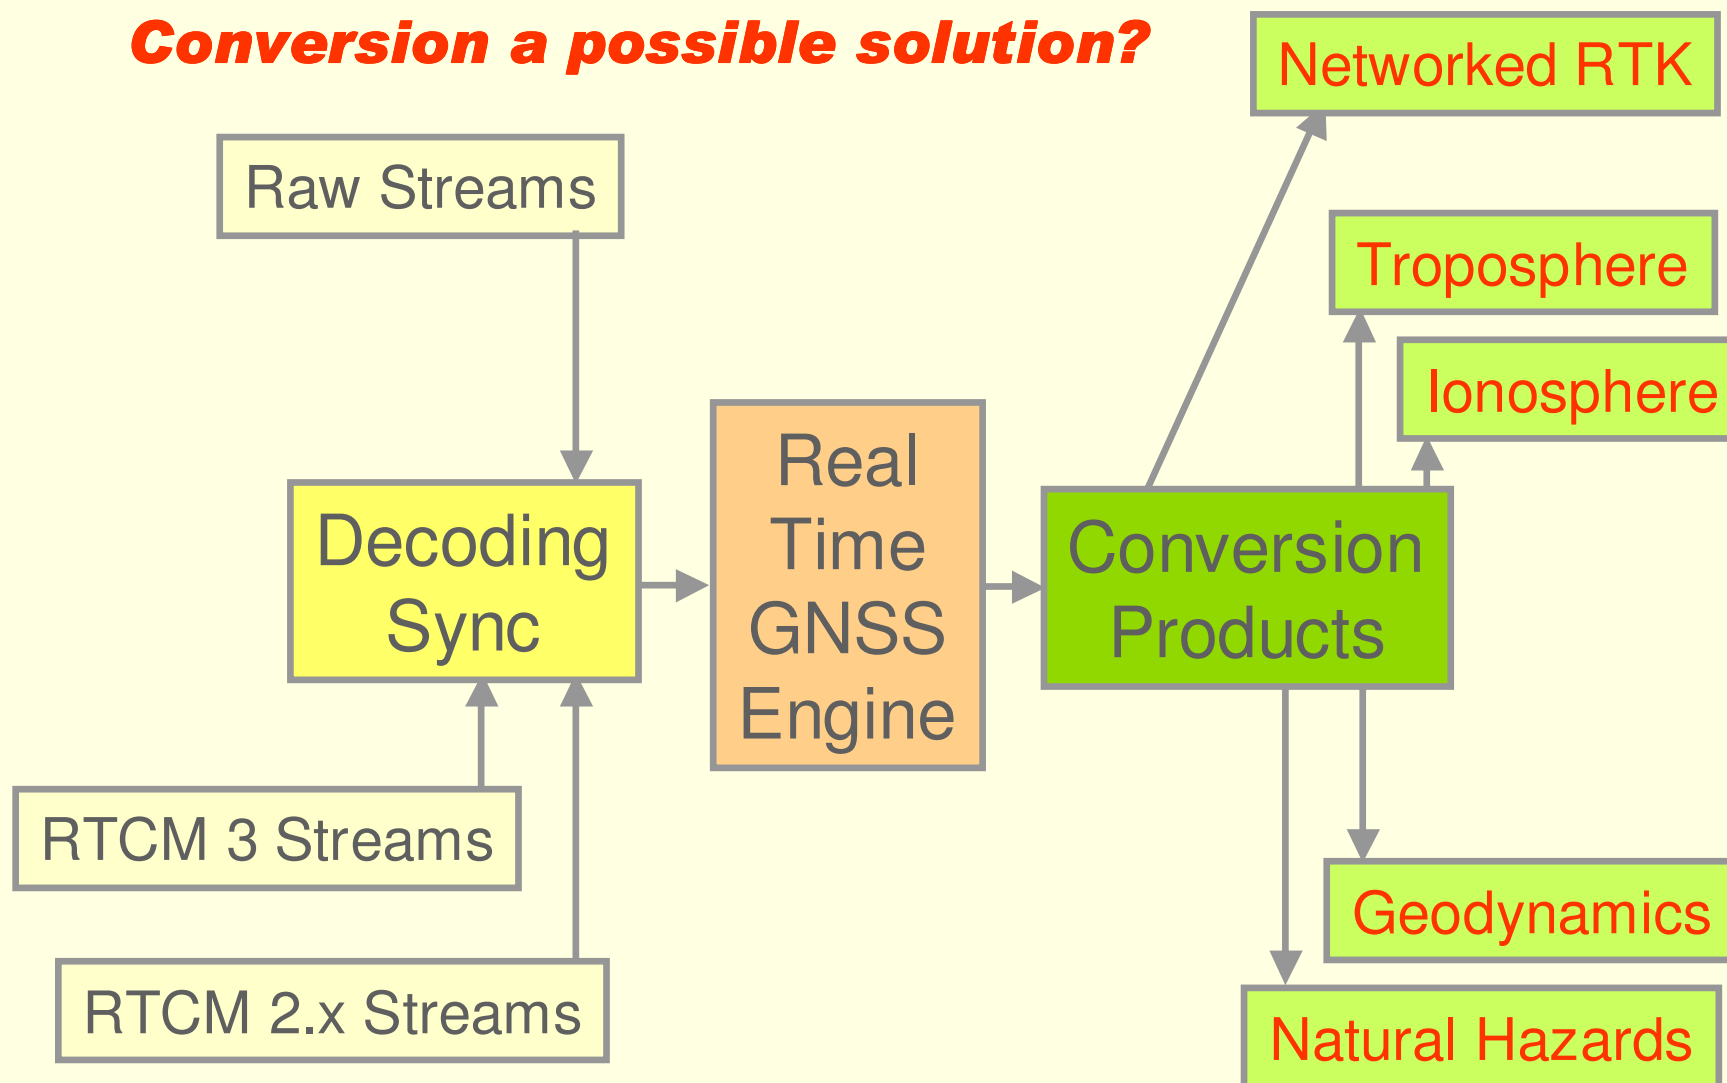 Conversion a possible solution?
Networked RTK
Raw Streams
Troposphere
Ionosphere
Real
Time
GNSS
Engine
Decoding
Sync
Conversion
Products
RTCM 3 Streams
Geodynamics
RTCM 2.x Streams
Natural Hazards